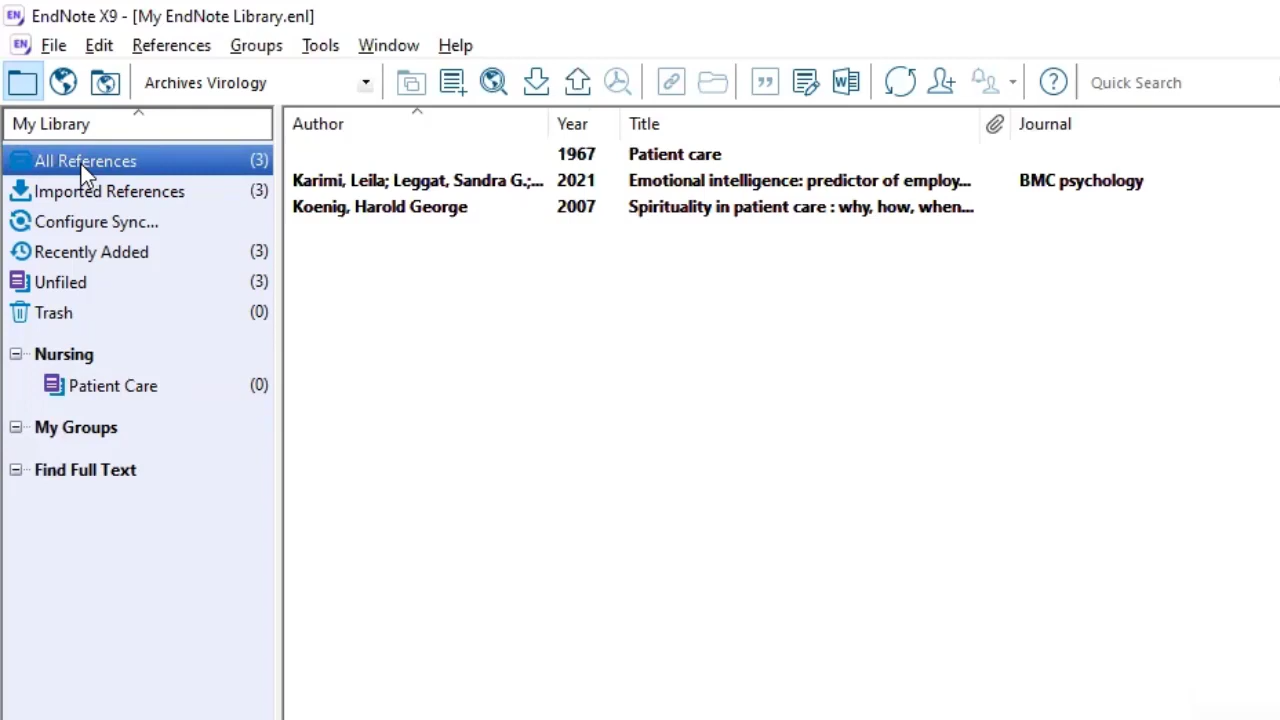 EN EndNote X9 - [My EndNote Library.enl]
EN File Edit References Groups Tools Window Help
Archives Virology Quick Search
My Library
All References (3)
Imported References (3)
Configure Sync...
Recently Added (3)
Unfiled (3)
Trash (0)
Nursing
Patient Care (0)
My Groups
Find Full Text
Author Year Title Journal
1967 Patient care
Karimi, Leila; Leggat, Sandra G.;... 2021 Emotional intelligence: predictor of employ... BMC psychology
Koenig, Harold George 2007 Spirituality in patient care : why, how, when...